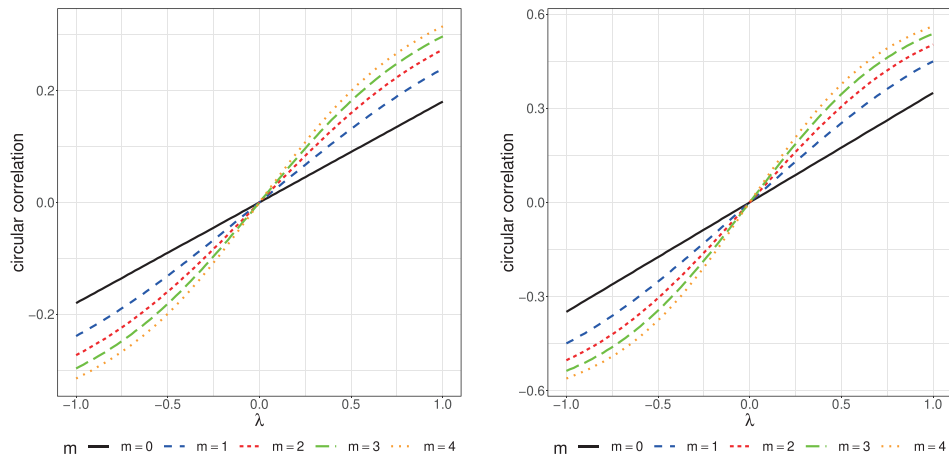 circular correlation
0.2
0.0
−0.2
−1.0 −0.5 0.0 0.5 1.0
λ
m m = 0 m = 1 m = 2 m = 3 m = 4
circular correlation
0.6
0.3
0.0
−0.3
−0.6
−1.0 −0.5 0.0 0.5 1.0
λ
m m = 0 m = 1 m = 2 m = 3 m = 4